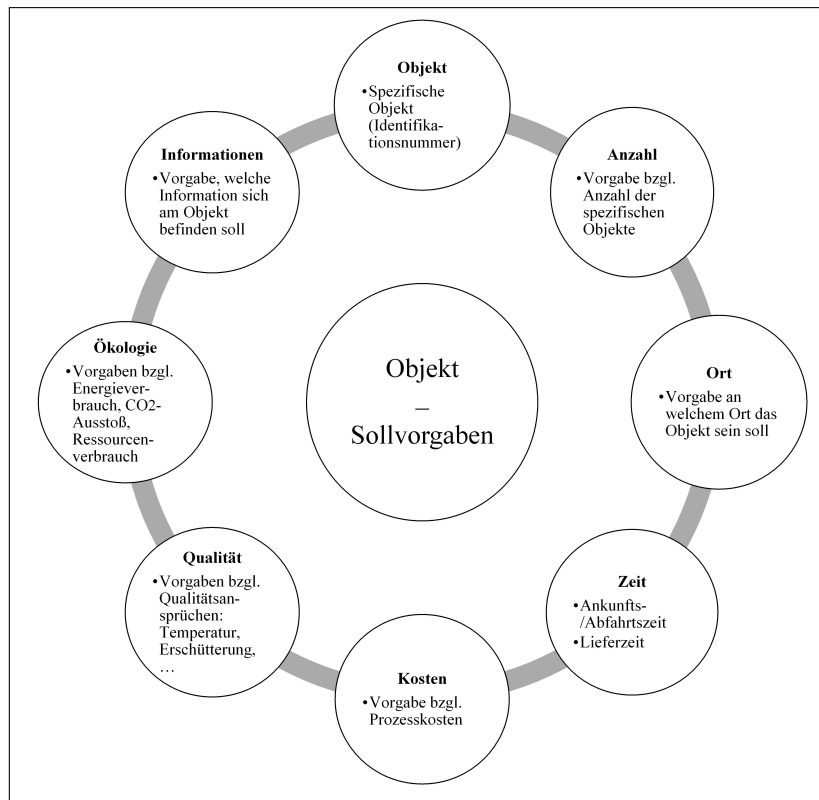 Objekt
•Spezifische
Objekt
(Identifika-
tionsnummer)
Anzahl
•Vorgabe bzgl.
Anzahl der
spezifischen
Objekte
Ort
•Vorgabe an
welchem Ort das
Objekt sein soll
Zeit
•Ankunfts-
/Abfahrtszeit
•Lieferzeit
Kosten
•Vorgabe bzgl.
Prozesskosten
Qualität
•Vorgaben bzgl.
Qualitätsan-
sprüchen:
Temperatur,
Erschütterung,
…
Ökologie
•Vorgaben bzgl.
Energiever-
brauch, CO2-
Ausstoß,
Ressourcen-
verbrauch
Informationen
•Vorgabe, welche
Information sich
am Objekt
befinden soll
Objekt
–
Sollvorgaben